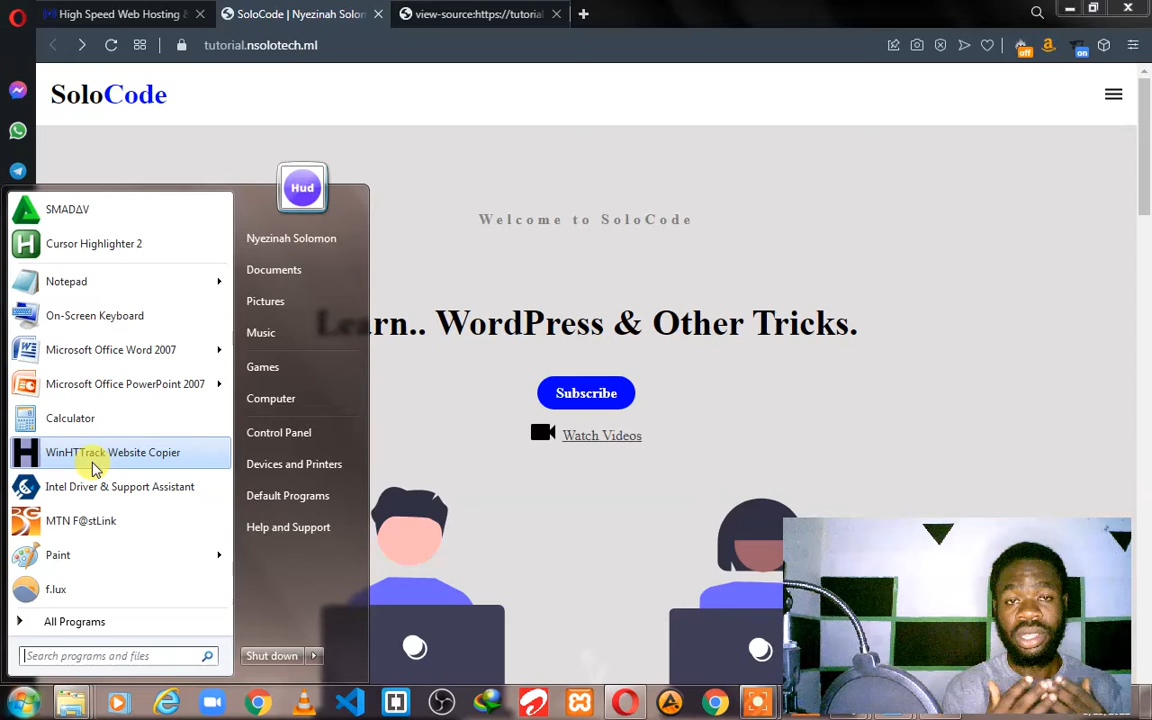 High Speed Web Hosting &
SoloCode | Nyezinah Solom
view-source:https://tutorial
tutorial.nsolotech.ml
off
on
SoloCode
Welcome to SoloCode
Learn.. WordPress & Other Tricks.
Subscribe
Watch Videos
Hud
SMADΔV
Cursor Highlighter 2
Notepad
On-Screen Keyboard
Microsoft Office Word 2007
Microsoft Office PowerPoint 2007
Calculator
WinHTTrack Website Copier
Intel Driver & Support Assistant
MTN F@stLink
Paint
f.lux
All Programs
Search programs and files
Nyezinah Solomon
Documents
Pictures
Music
Games
Computer
Control Panel
Devices and Printers
Default Programs
Help and Support
Shut down